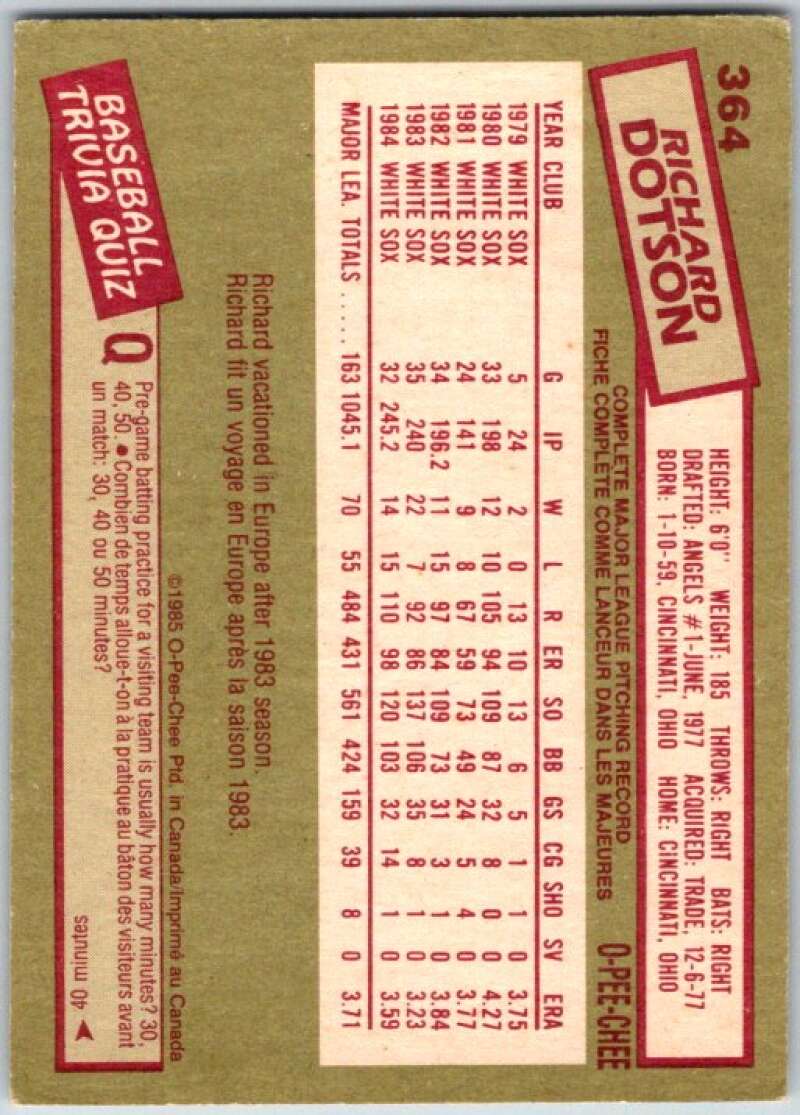 364
RICHARD
DOTSON
HEIGHT: 6'0" WEIGHT: 185 THROWS: RIGHT BATS: RIGHT
DRAFTED: ANGELS #1-JUNE, 1977 ACQUIRED: TRADE, 12-6-77
BORN: 1-10-59, CINCINNATI, OHIO HOME: CINCINNATI, OHIO
COMPLETE MAJOR LEAGUE PITCHING RECORD
FICHE COMPLETE COMME LANCEUR DANS LES MAJEURES
O-PEE-CHEE
YEAR CLUB G IP W L R ER SO BB GS CG SHO SV ERA
1979 WHITE SOX 5 24 2 0 13 10 13 6 5 1 1 0 3.75
1980 WHITE SOX 33 198 12 10 105 94 109 87 32 8 0 0 4.27
1981 WHITE SOX 24 141 9 8 67 59 73 49 24 5 4 0 3.77
1982 WHITE SOX 34 196.2 11 15 97 84 109 73 31 3 1 0 3.84
1983 WHITE SOX 35 240 22 7 92 86 137 106 35 8 1 0 3.23
1984 WHITE SOX 32 245.2 14 15 110 98 120 103 32 14 1 0 3.59
MAJOR LEA. TOTALS ..... 163 1045.1 70 55 484 431 561 424 159 39 8 0 3.71
Richard vacationed in Europe after 1983 season.
Richard fit un voyage en Europe après la saison 1983.
©1985 O-Pee-Chee Ptd. in Canada/Imprimé au Canada
BASEBALL
TRIVIA QUIZ
Q
Pre-game batting practice for a visiting team is usually how many minutes? 30,
40, 50. ● Combien de temps alloue-t-on à la pratique au bâton des visiteurs avant
un match: 30, 40 ou 50 minutes?
40 minutes